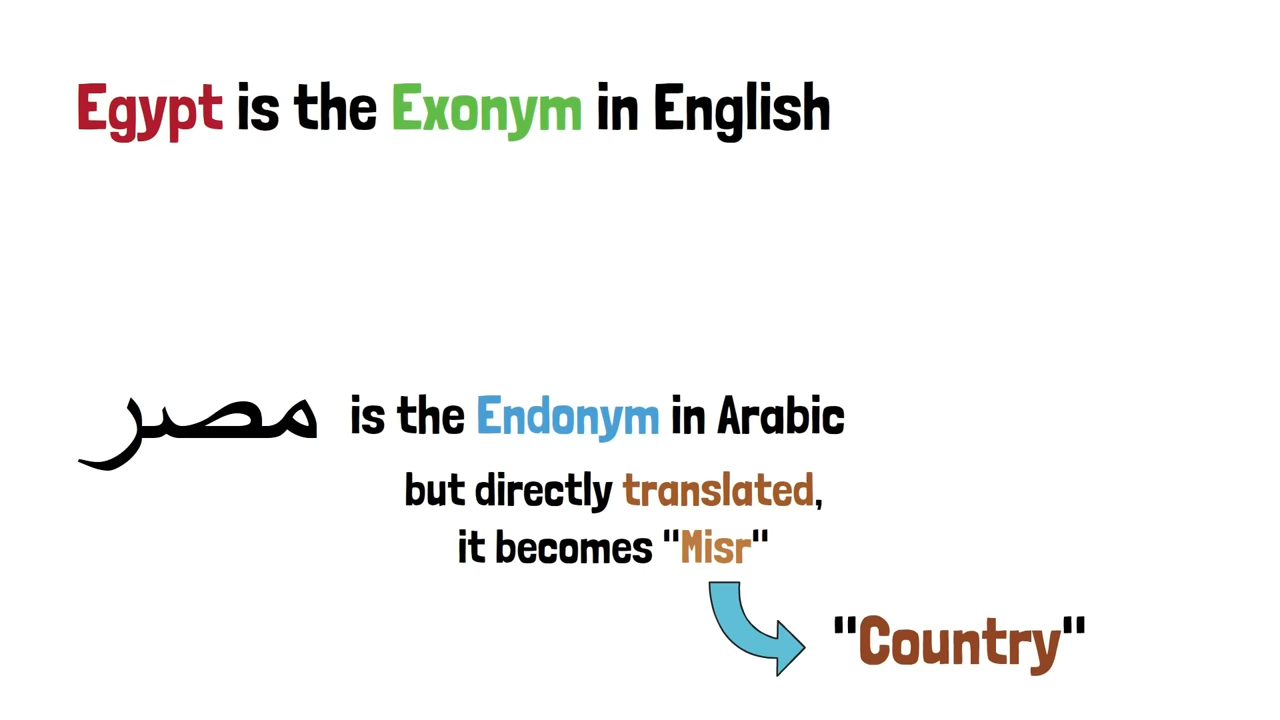 Egypt is the Exonym in English
مصر is the Endonym in Arabic
but directly translated,
it becomes "Misr"
"Country"